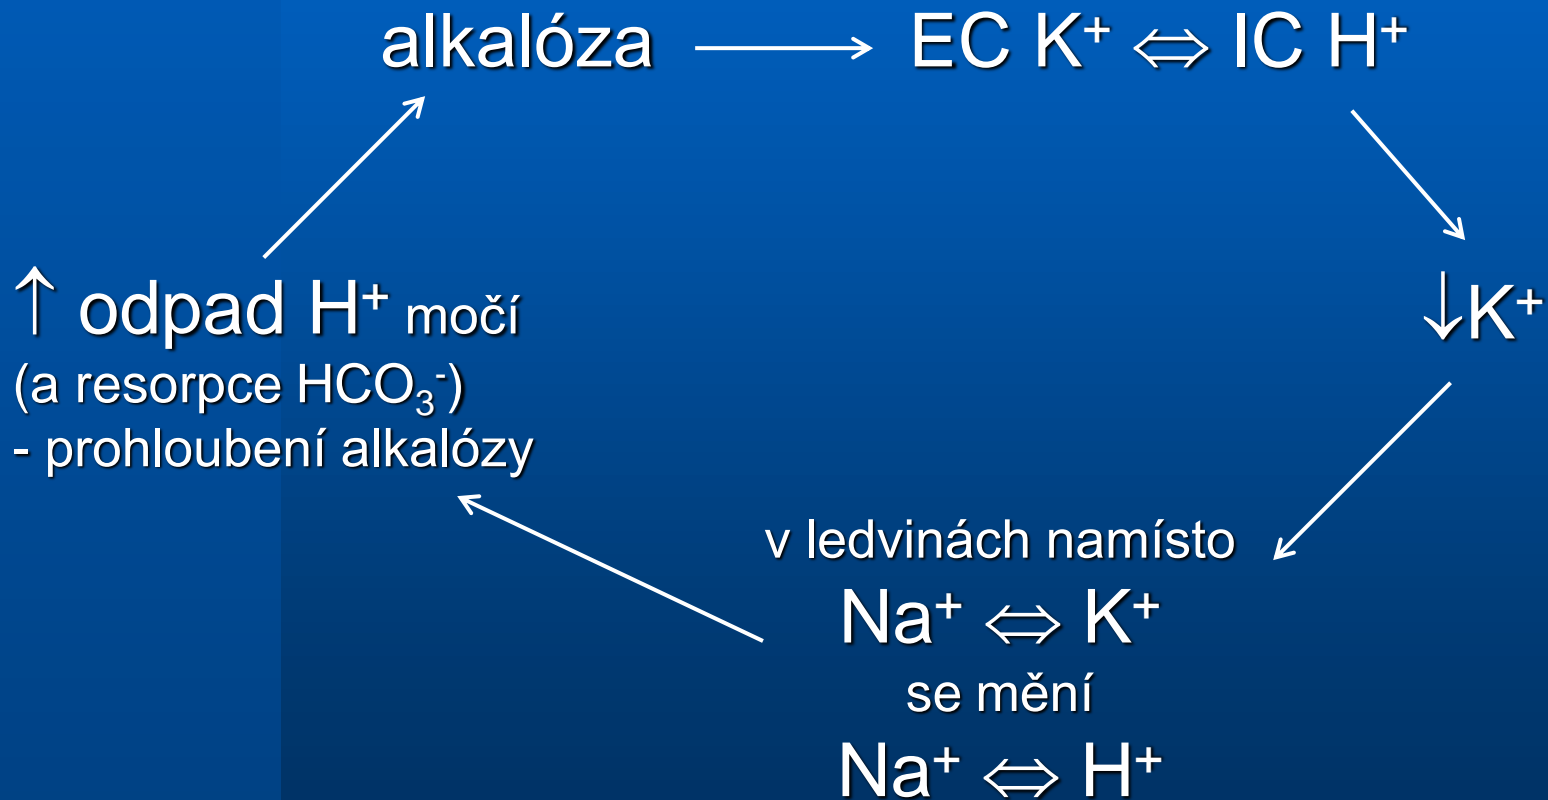 alkalóza → EC K⁺ ⇔ IC H⁺
↑ odpad H⁺ močí
(a resorpce HCO₃⁻)
- prohloubení alkalózy
↓K⁺
v ledvinách namísto
Na⁺ ⇔ K⁺
se mění
Na⁺ ⇔ H⁺